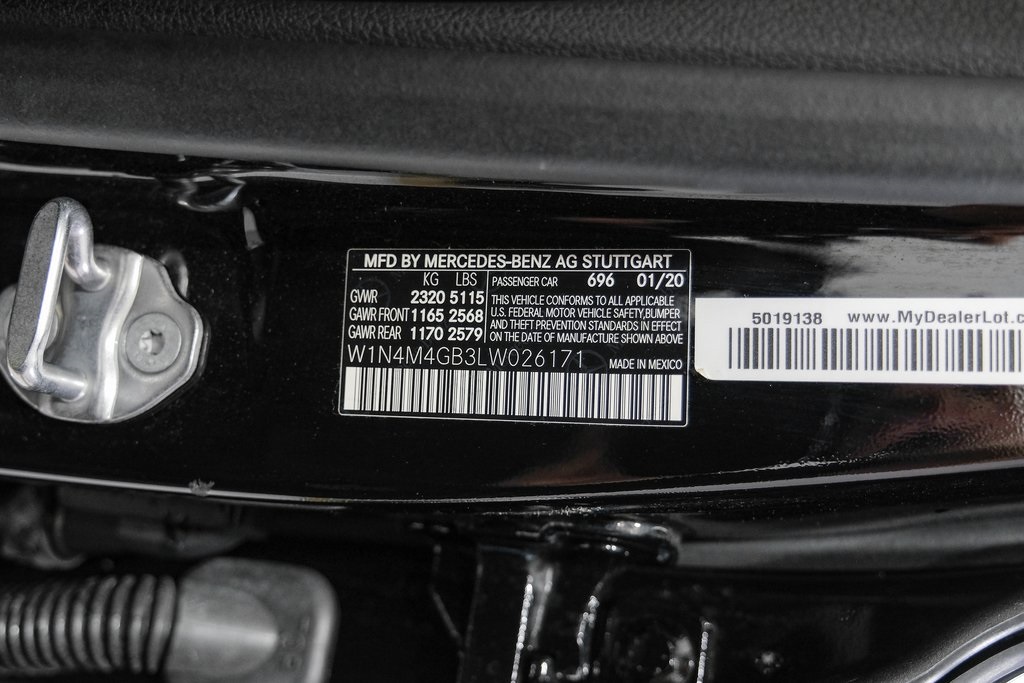 MFD BY MERCEDES-BENZ AG STUTTGART
KG LBS
GVWR 2320 5115
GAWR FRONT 1165 2568
GAWR REAR 1170 2579
PASSENGER CAR 696 01/20
THIS VEHICLE CONFORMS TO ALL APPLICABLE
U.S. FEDERAL MOTOR VEHICLE SAFETY,BUMPER
AND THEFT PREVENTION STANDARDS IN EFFECT
ON THE DATE OF MANUFACTURE SHOWN ABOVE
W1N4M4GB3LW026171 MADE IN MEXICO
5019138 www.MyDealerLot.c